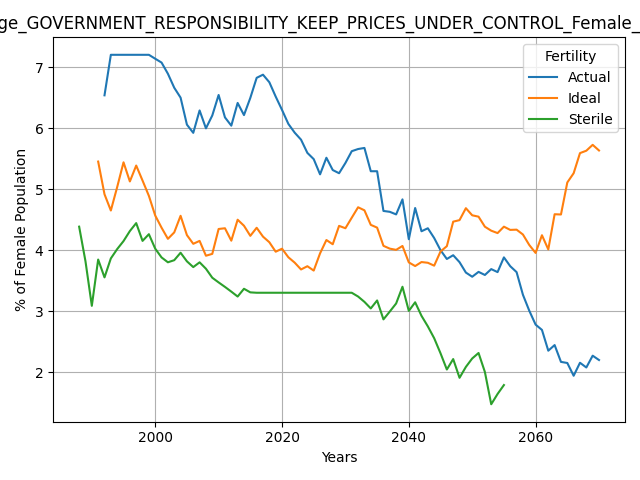 ge_GOVERNMENT_RESPONSIBILITY_KEEP_PRICES_UNDER_CONTROL_Female_
Fertility
Actual
Ideal
Sterile
% of Female Population
7
6
5
4
3
2
2000 2020 2040 2060
Years